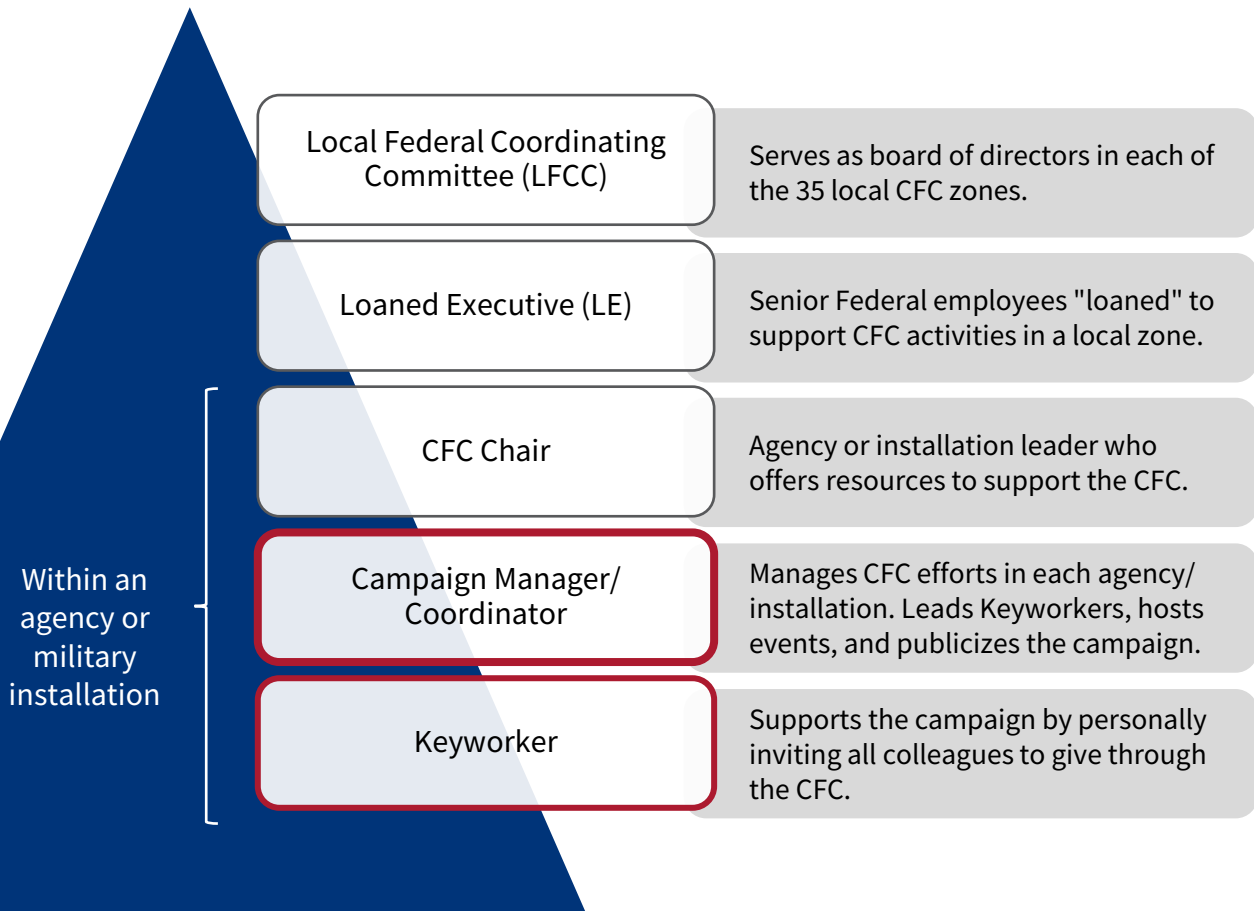 Local Federal Coordinating
Committee (LFCC)
Serves as board of directors in each of
the 35 local CFC zones.
Loaned Executive (LE)
Senior Federal employees "loaned" to
support CFC activities in a local zone.
CFC Chair
Agency or installation leader who
offers resources to support the CFC.
Within an
agency or
military
installation
Campaign Manager/
Coordinator
Manages CFC efforts in each agency/
installation. Leads Keyworkers, hosts
events, and publicizes the campaign.
Keyworker
Supports the campaign by personally
inviting all colleagues to give through
the CFC.